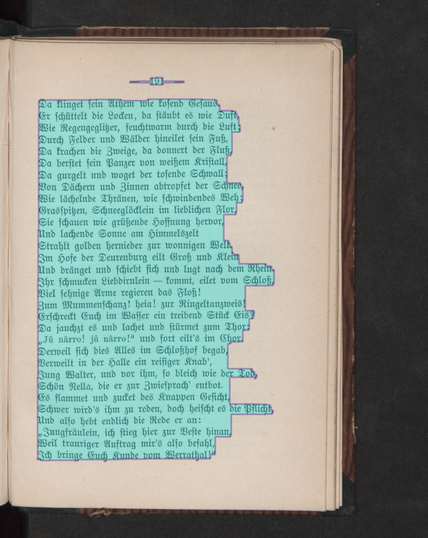 19
Da klinget sein Athem wie kosend Gesaus,
Er schüttelt die Locken, da stäubt es wie Duft,
Wie Regengeglitzer, feuchtwarm durch die Luft;
Durch Felder und Wälder hineilet sein Fuß,
Da krachen die Zweige, da donnert der Fluß,
Da berstet sein Panzer von weißem Kristall,
Da gurgelt und woget der tosende Schwall;
Von Dächern und Zinnen abtropfet der Schnee,
Wie lächelnde Thränen, wie schwindendes Weh;
Grasspitzen, Schneeglöcklein im lieblichen Flor,
Sie schauen wie grüßende Hoffnung hervor,
Und lachende Sonne am Himmelszelt
Strahlt golden hernieder zur wonnigen Welt.
Im Hofe der Deurenburg eilt Groß und Klein
Und dränget und schiebt sich und lugt nach dem Rhein.
Ihr schmucken Liebdirnlein — kommt, eilet vom Schloß,
Viel sehnige Arme regieren das Floß!
Zum Mummenschanz! heia! zur Ringeltanzweis!
Erschreckt Euch im Wasser ein treibend Stück Eis?
Da jauchzt es und lachet und stürmet zum Thor;
„Jü närro! jü närro!“ und fort eilt's im Chor.
Derweil sich dies Alles im Schloßhof begab,
Verweilt in der Halle ein reisiger Knab',
Jung Walter, und vor ihm, so bleich wie der Tod,
Schön Nella, die er zur Zwiesprach' entbot.
Es flammet und zucket des Knappen Gesicht,
Schwer wird's ihm zu reden, doch heischt es die Pflicht,
Und also hebt endlich die Rede er an:
„Jungfräulein, ich stieg hier zur Veste hinan,
Weil trauriger Auftrag mir's also befahl,
Ich bringe Euch Kunde vom Werrathal!“